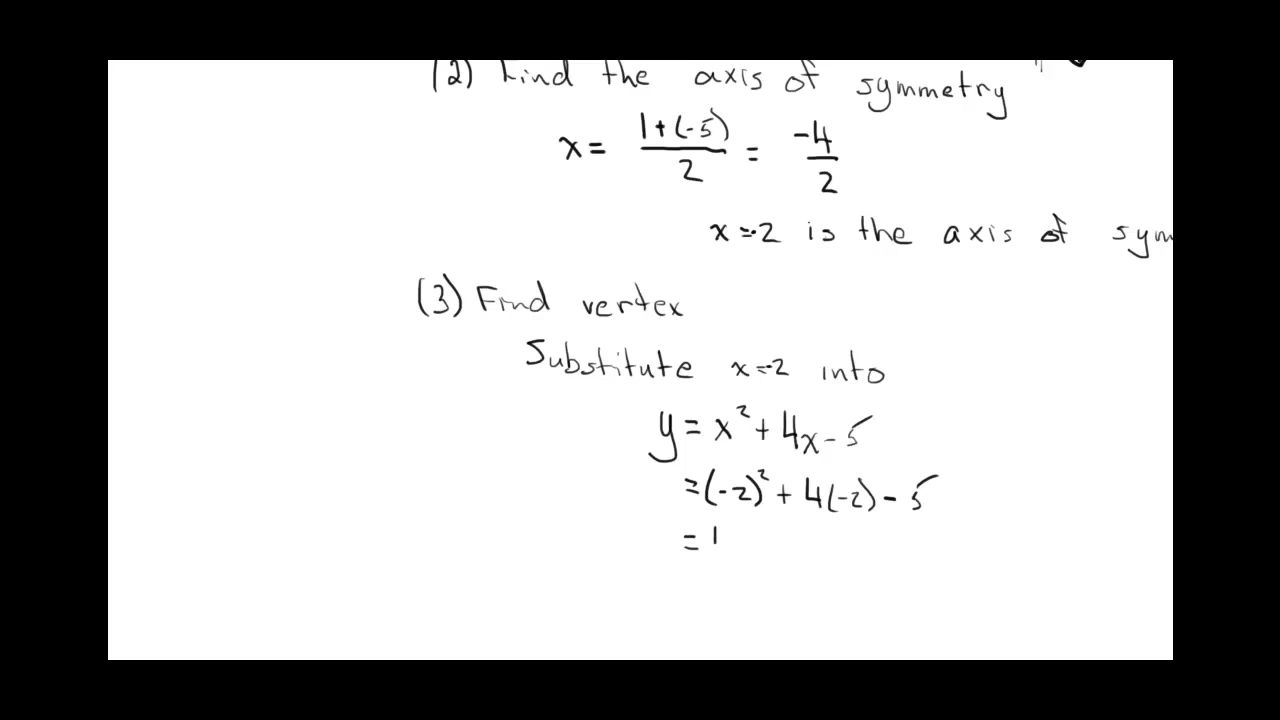 (2) Find the axis of symmetry
x = 1+(-5)/2 = -4/2
x=-2 is the axis of sym
(3) Find vertex
Substitute x=-2 into
y = x² + 4x - 5
= (-2)² + 4(-2) - 5
= 1